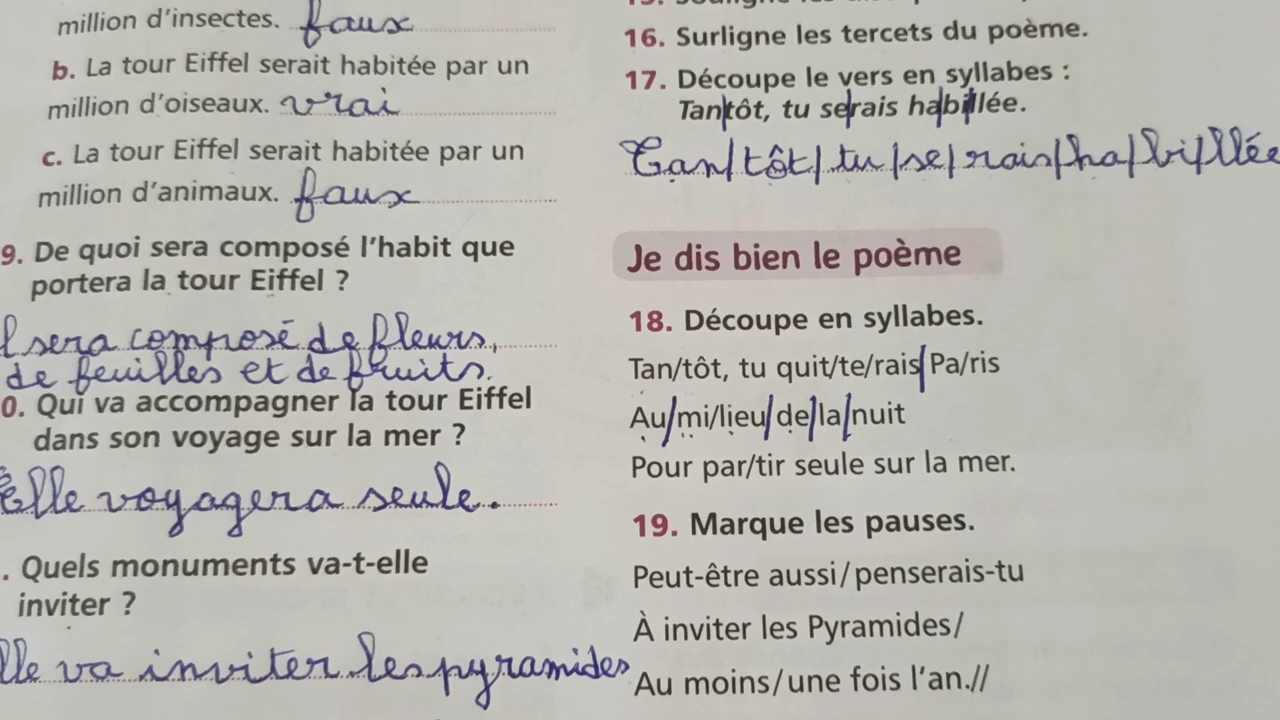 million d'insectes. faux
b. La tour Eiffel serait habitée par un
million d'oiseaux. vrai
c. La tour Eiffel serait habitée par un
million d'animaux. faux
9. De quoi sera composé l'habit que
portera la tour Eiffel ?
l sera composé de fleurs,
de feuilles et de fruits.
0. Qui va accompagner la tour Eiffel
dans son voyage sur la mer ?
Elle voyagera seule.
. Quels monuments va-t-elle
inviter ?
lle va inviter les pyramides
16. Surligne les tercets du poème.
17. Découpe le vers en syllabes :
Tan/tôt, tu se/rais ha/bi/llée.
Tan/tôt/tu/se/rais/ha/bi/llée
Je dis bien le poème
18. Découpe en syllabes.
Tan/tôt, tu quit/te/rais/Pa/ris
Au/mi/lieu/de/la/nuit
Pour par/tir seule sur la mer.
19. Marque les pauses.
Peut-être aussi/penserais-tu
À inviter les Pyramides/
Au moins/une fois l'an.//